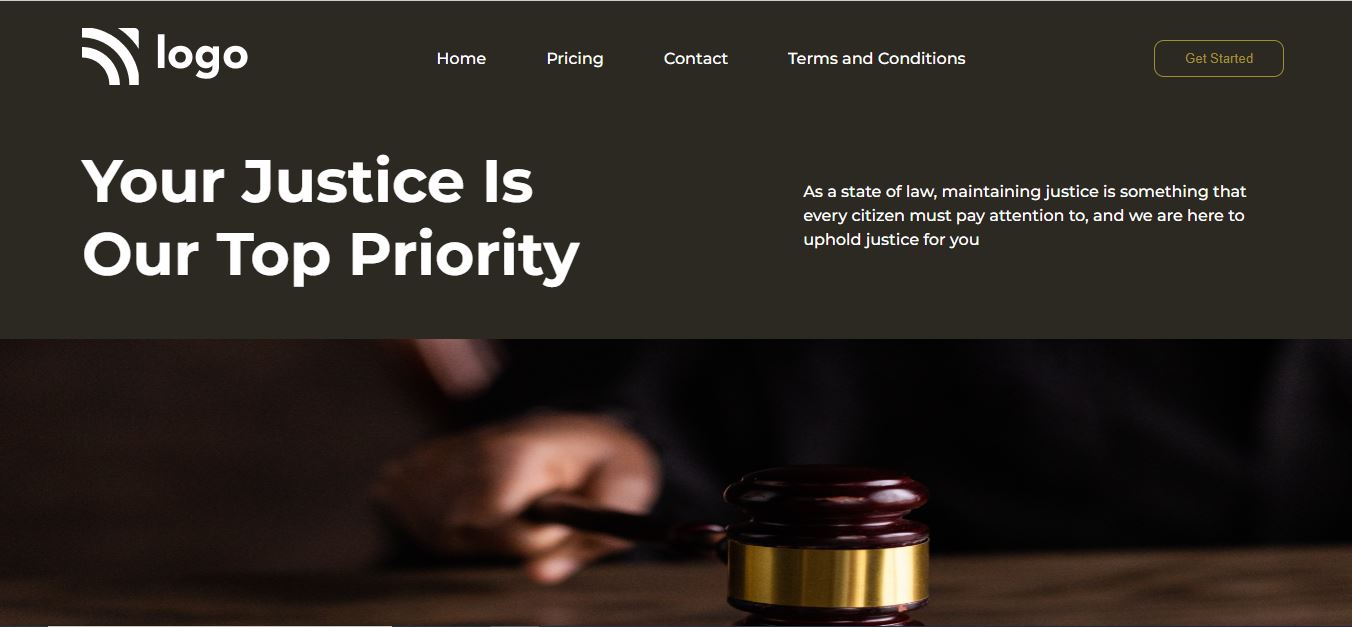 logo
Home
Pricing
Contact
Terms and Conditions
Get Started
Your Justice Is
Our Top Priority
As a state of law, maintaining justice is something that
every citizen must pay attention to, and we are here to
uphold justice for you